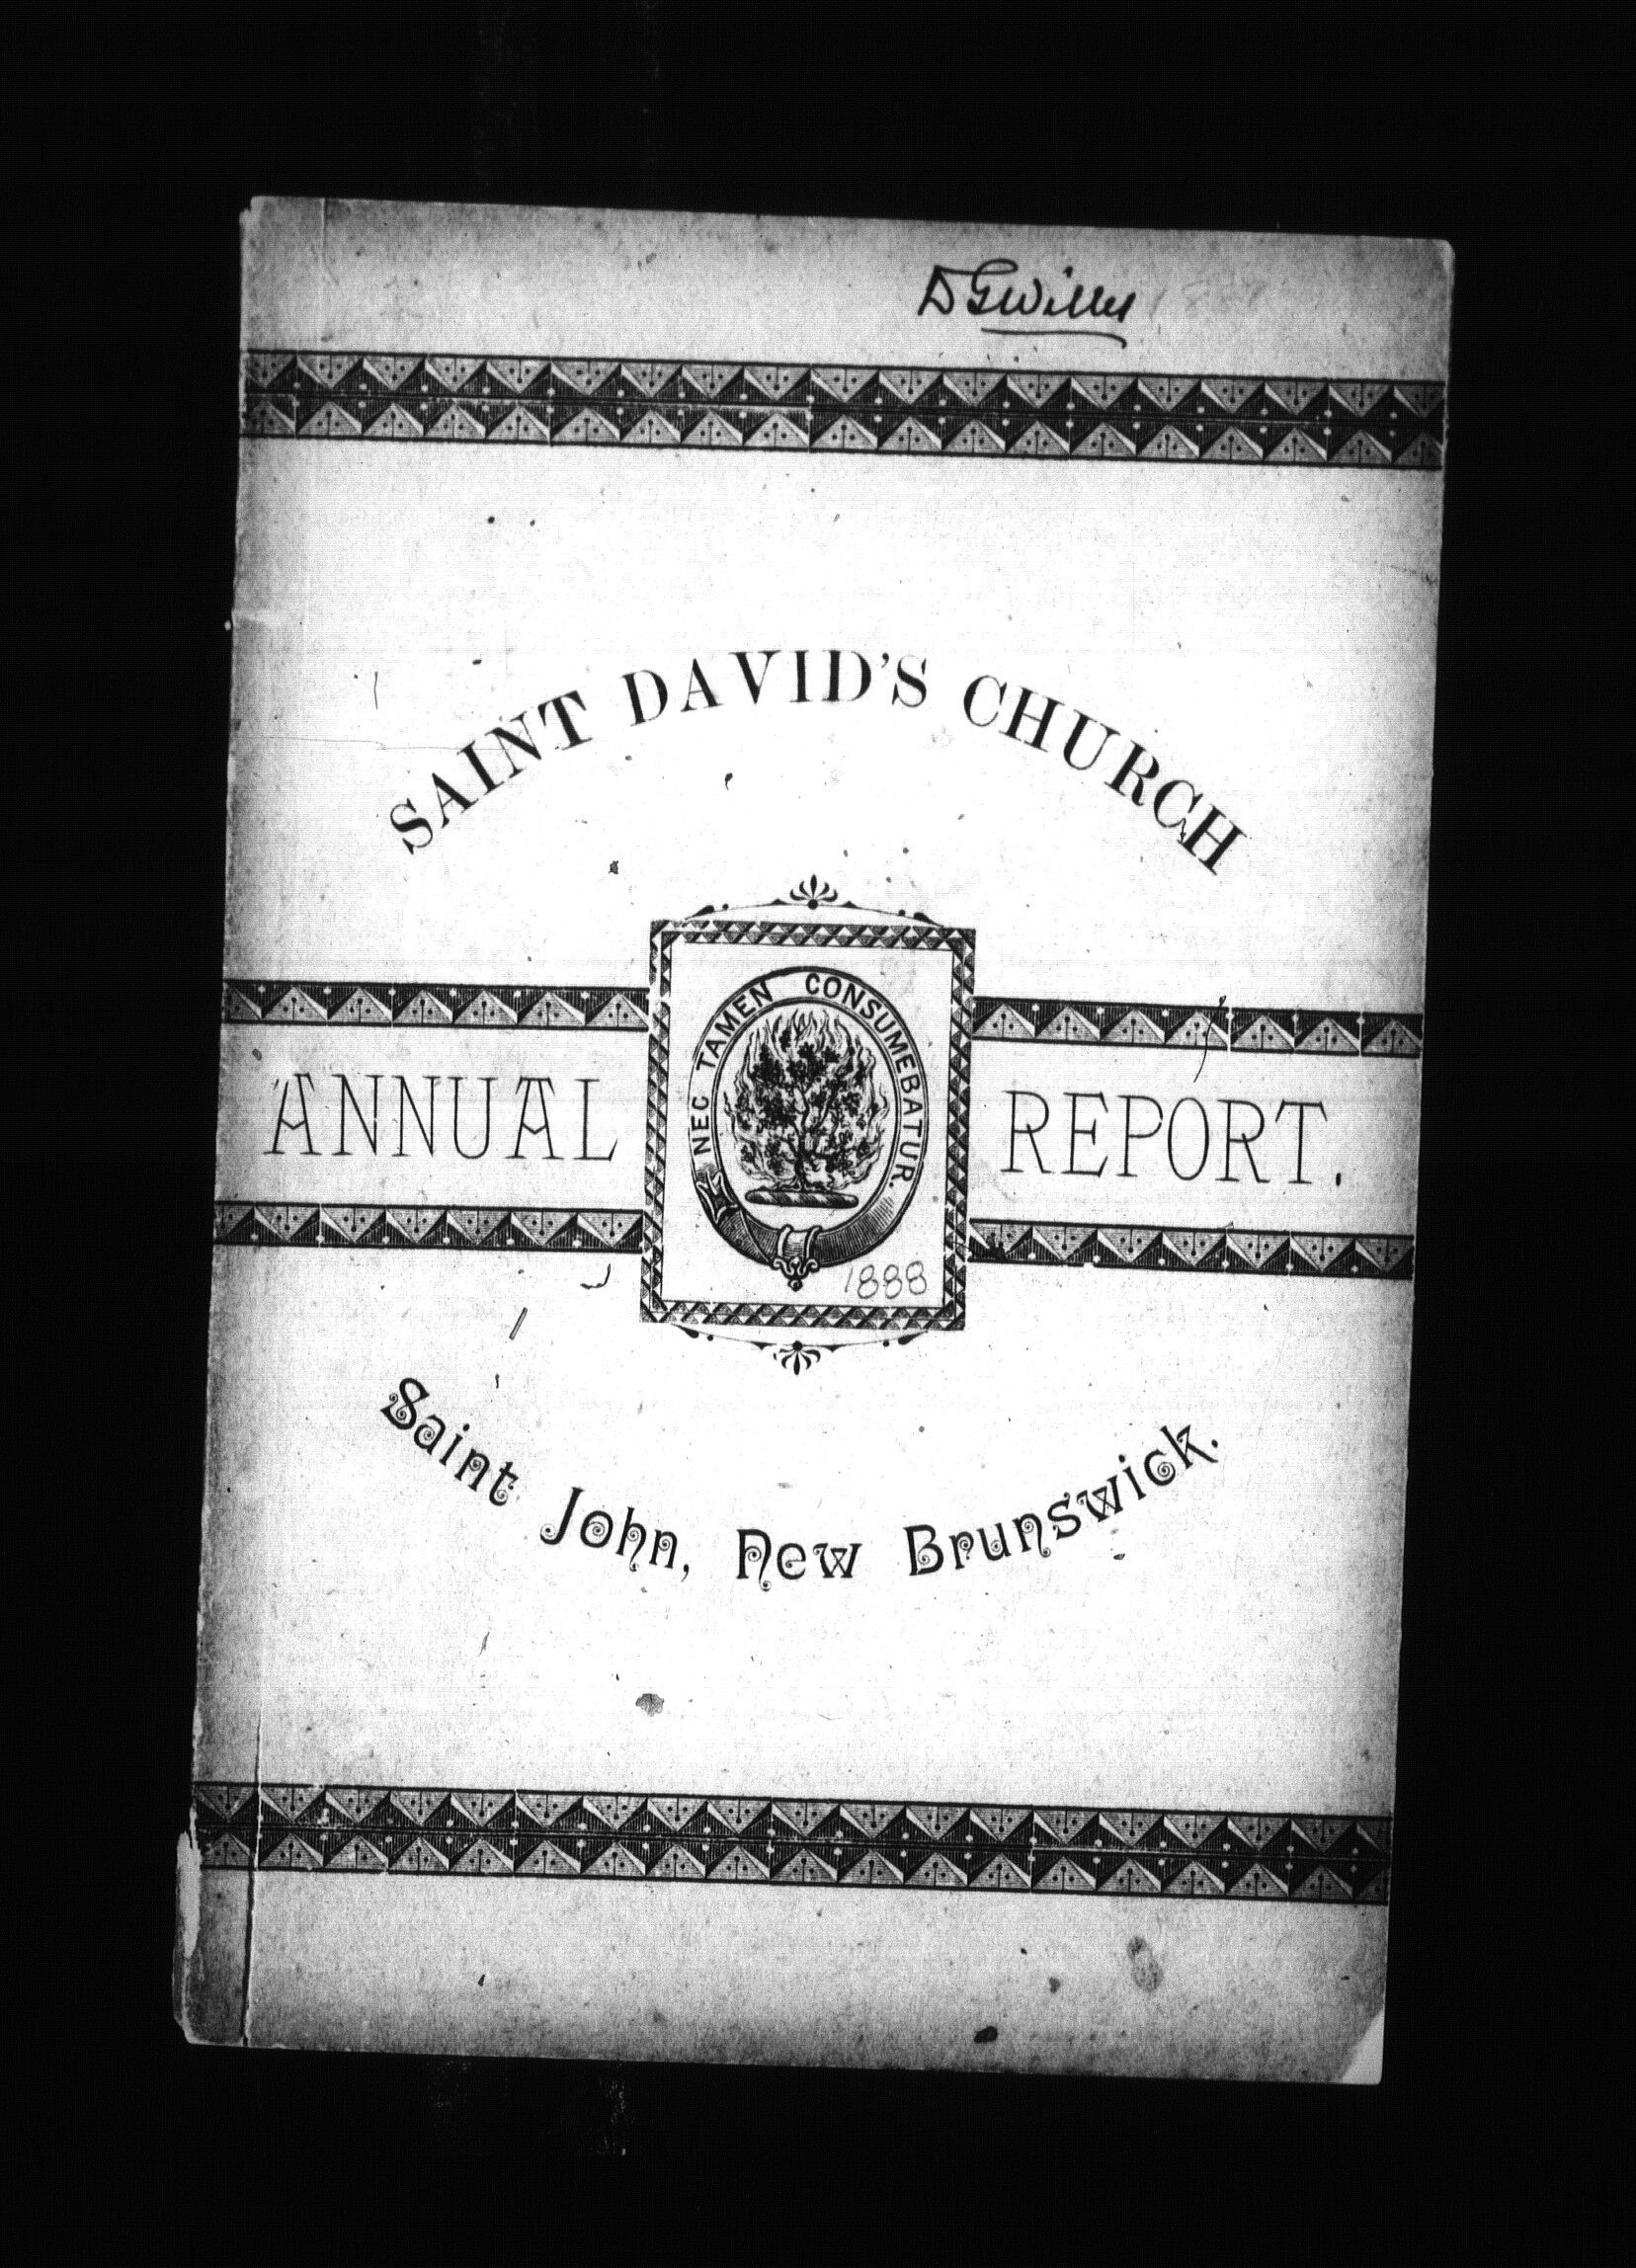 SAINT DAVID'S CHURCH
NEC TAMEN CONSUMEBATUR.
ANNUAL REPORT.
1888
Saint John, New Brunswick.